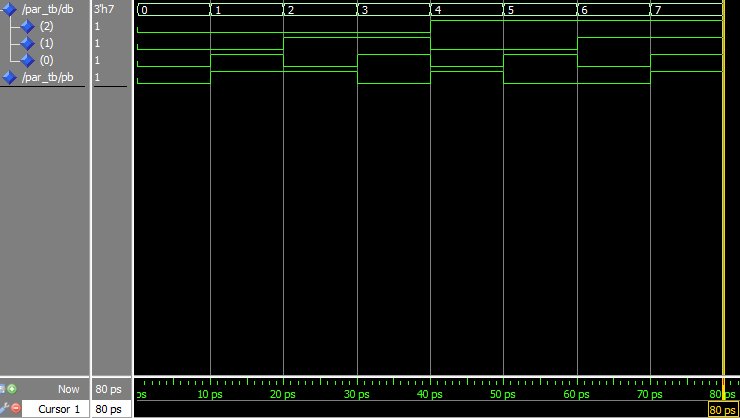 /par_tb/db 3'h7 0 1 2 3 4 5 6 7
(2) 1
(1) 1
(0) 1
/par_tb/pb 1
Now 80 ps ps 10 ps 20 ps 30 ps 40 ps 50 ps 60 ps 70 ps 80 ps
Cursor 1 80 ps 80 ps